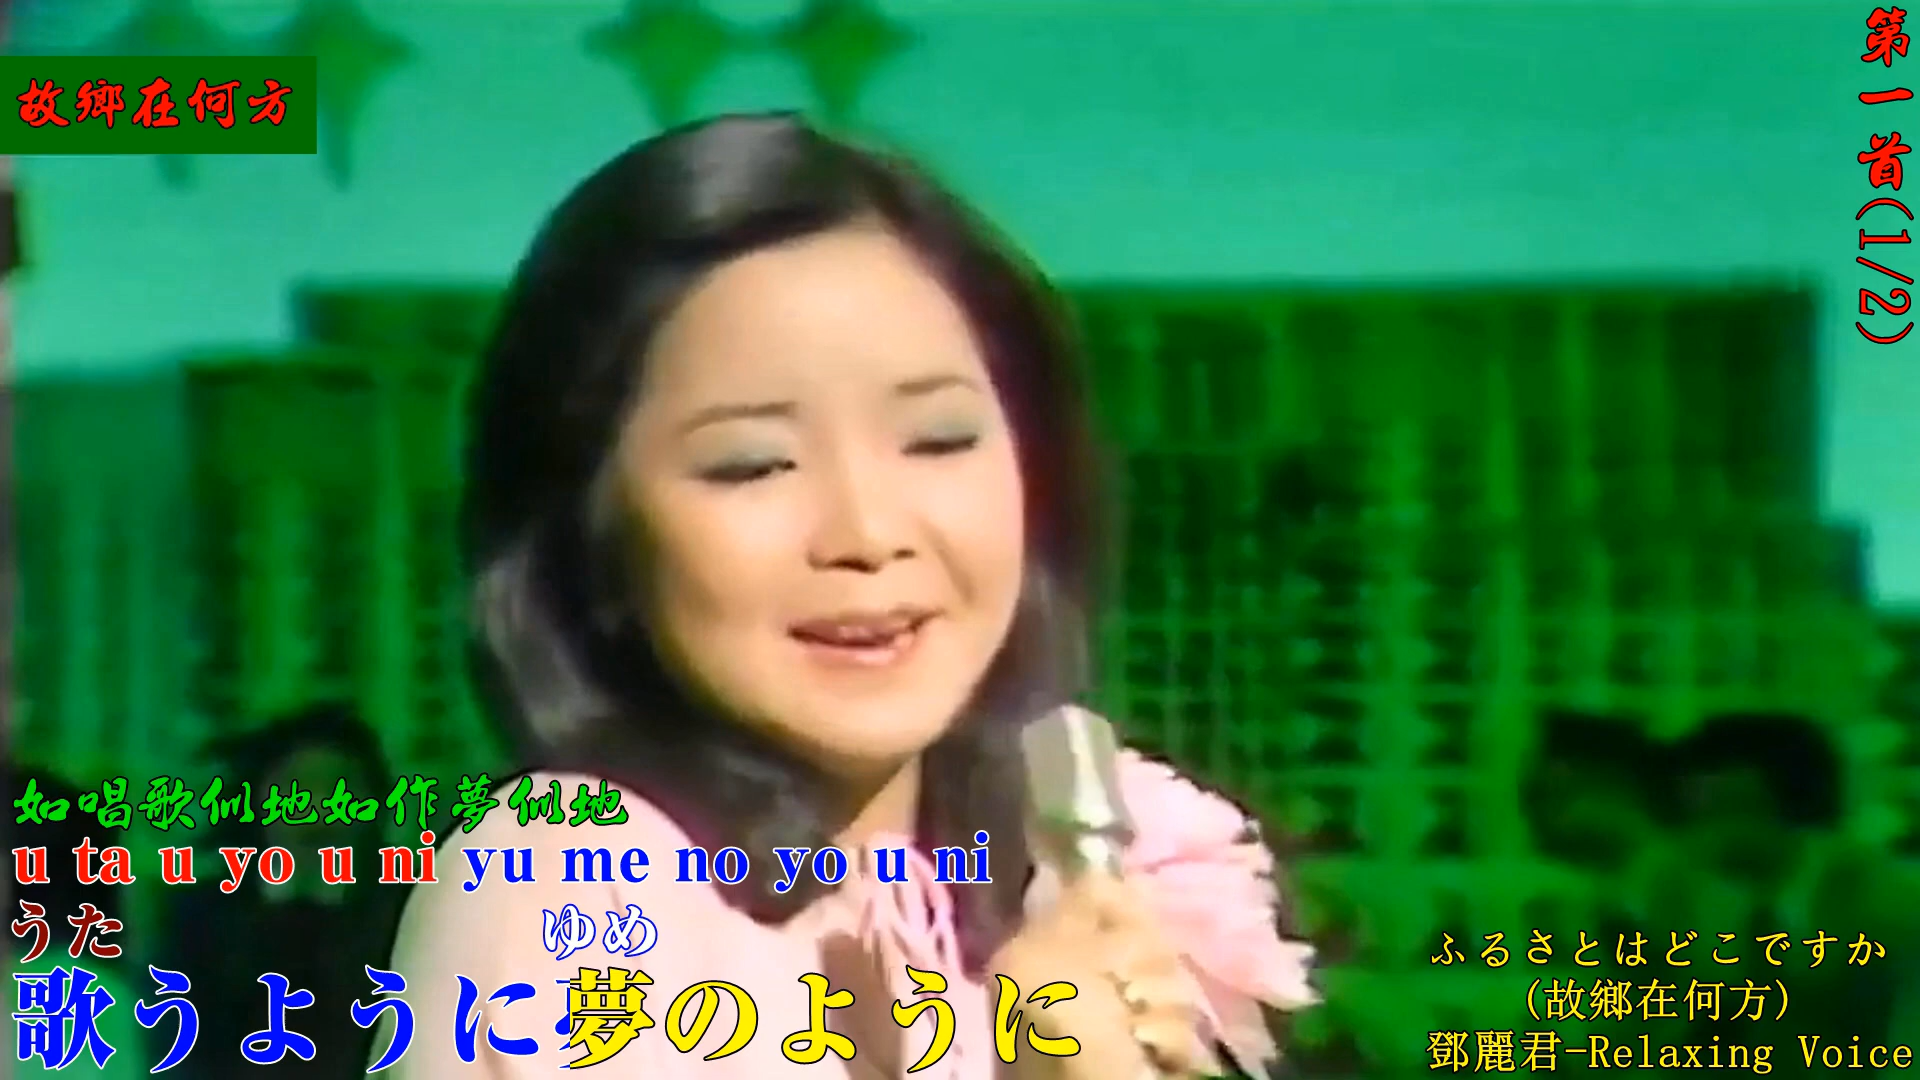 故鄉在何方
第一首(1/2)
如唱歌似地如作夢似地
u ta u yo u ni yu me no yo u ni
うた ゆめ
歌うように夢のように
ふるさとはどこですか
(故鄉在何方)
鄧麗君-Relaxing Voice